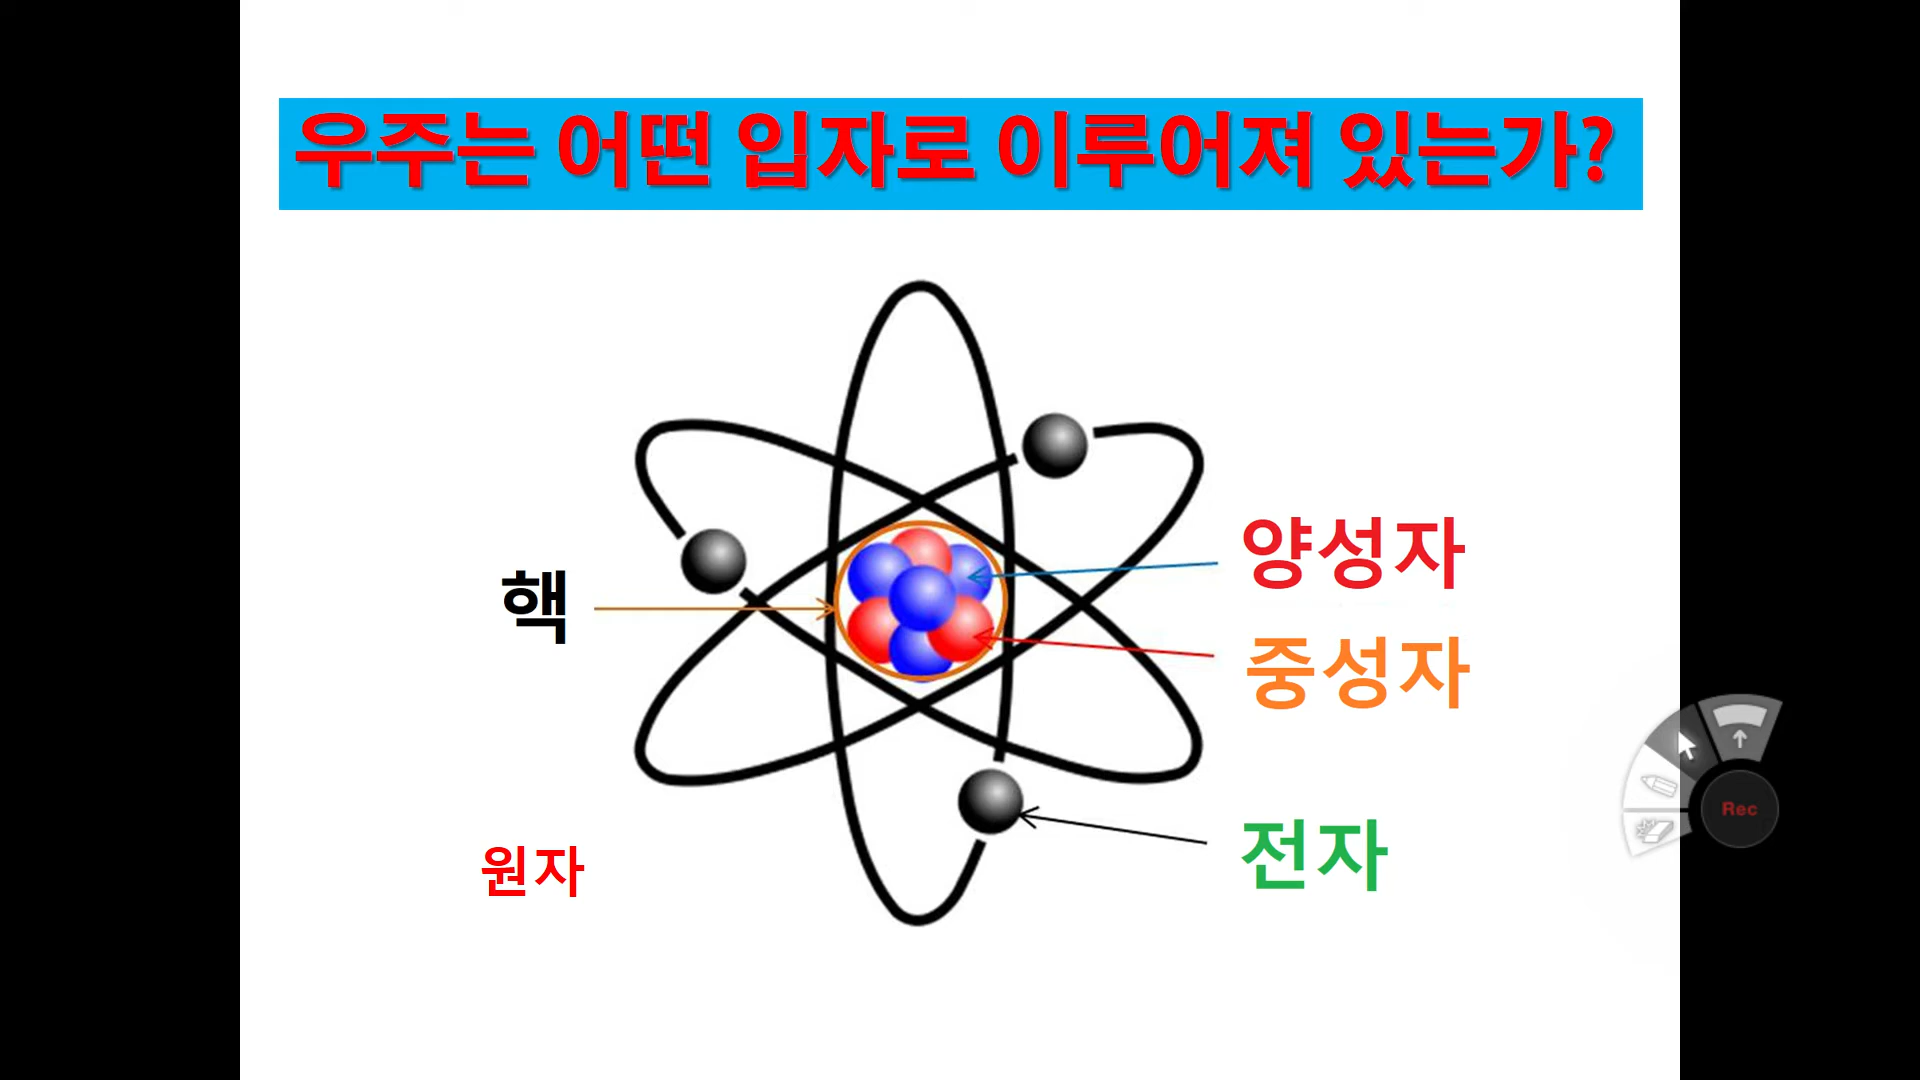 우주는 어떤 입자로 이루어져 있는가?
양성자
핵
중성자
Rec
전자
원자